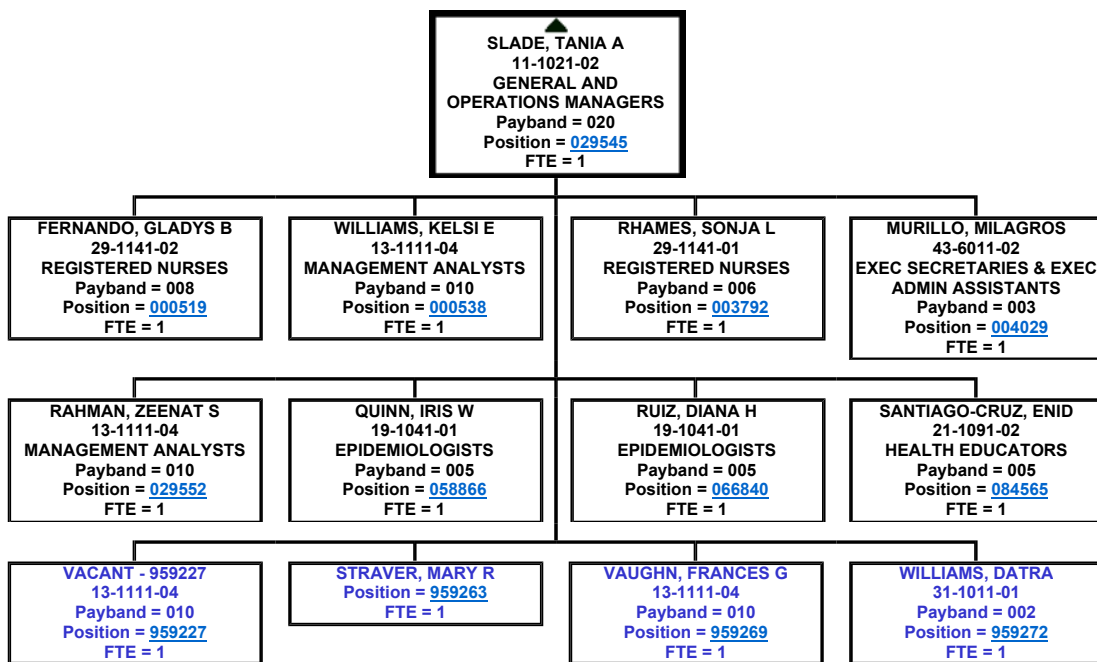 SLADE, TANIA A
11-1021-02
GENERAL AND
OPERATIONS MANAGERS
Payband = 020
Position = 029545
FTE = 1
FERNANDO, GLADYS B
29-1141-02
REGISTERED NURSES
Payband = 008
Position = 000519
FTE = 1
WILLIAMS, KELSI E
13-1111-04
MANAGEMENT ANALYSTS
Payband = 010
Position = 000538
FTE = 1
RHAMES, SONJA L
29-1141-01
REGISTERED NURSES
Payband = 006
Position = 003792
FTE = 1
MURILLO, MILAGROS
43-6011-02
EXEC SECRETARIES & EXEC
ADMIN ASSISTANTS
Payband = 003
Position = 004029
FTE = 1
RAHMAN, ZEENAT S
13-1111-04
MANAGEMENT ANALYSTS
Payband = 010
Position = 029552
FTE = 1
QUINN, IRIS W
19-1041-01
EPIDEMIOLOGISTS
Payband = 005
Position = 058866
FTE = 1
RUIZ, DIANA H
19-1041-01
EPIDEMIOLOGISTS
Payband = 005
Position = 066840
FTE = 1
SANTIAGO-CRUZ, ENID
21-1091-02
HEALTH EDUCATORS
Payband = 005
Position = 084565
FTE = 1
VACANT - 959227
13-1111-04
Payband = 010
Position = 959227
FTE = 1
STRAVER, MARY R
Position = 959263
FTE = 1
VAUGHN, FRANCES G
13-1111-04
Payband = 010
Position = 959269
FTE = 1
WILLIAMS, DATRA
31-1011-01
Payband = 002
Position = 959272
FTE = 1